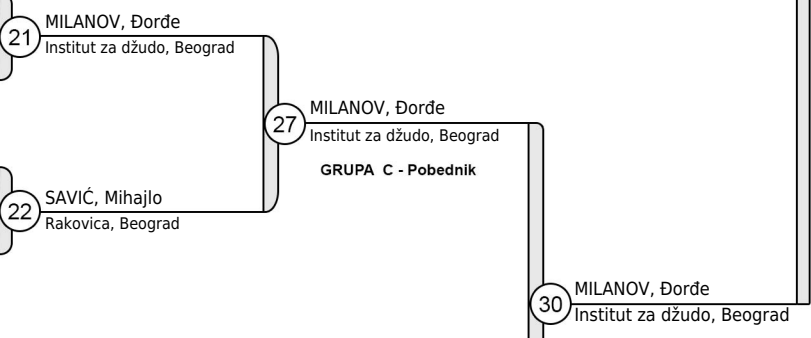 21
MILANOV, Đorđe
Institut za džudo, Beograd
27
MILANOV, Đorđe
Institut za džudo, Beograd
GRUPA C - Pobednik
22
SAVIĆ, Mihajlo
Rakovica, Beograd
30
MILANOV, Đorđe
Institut za džudo, Beograd